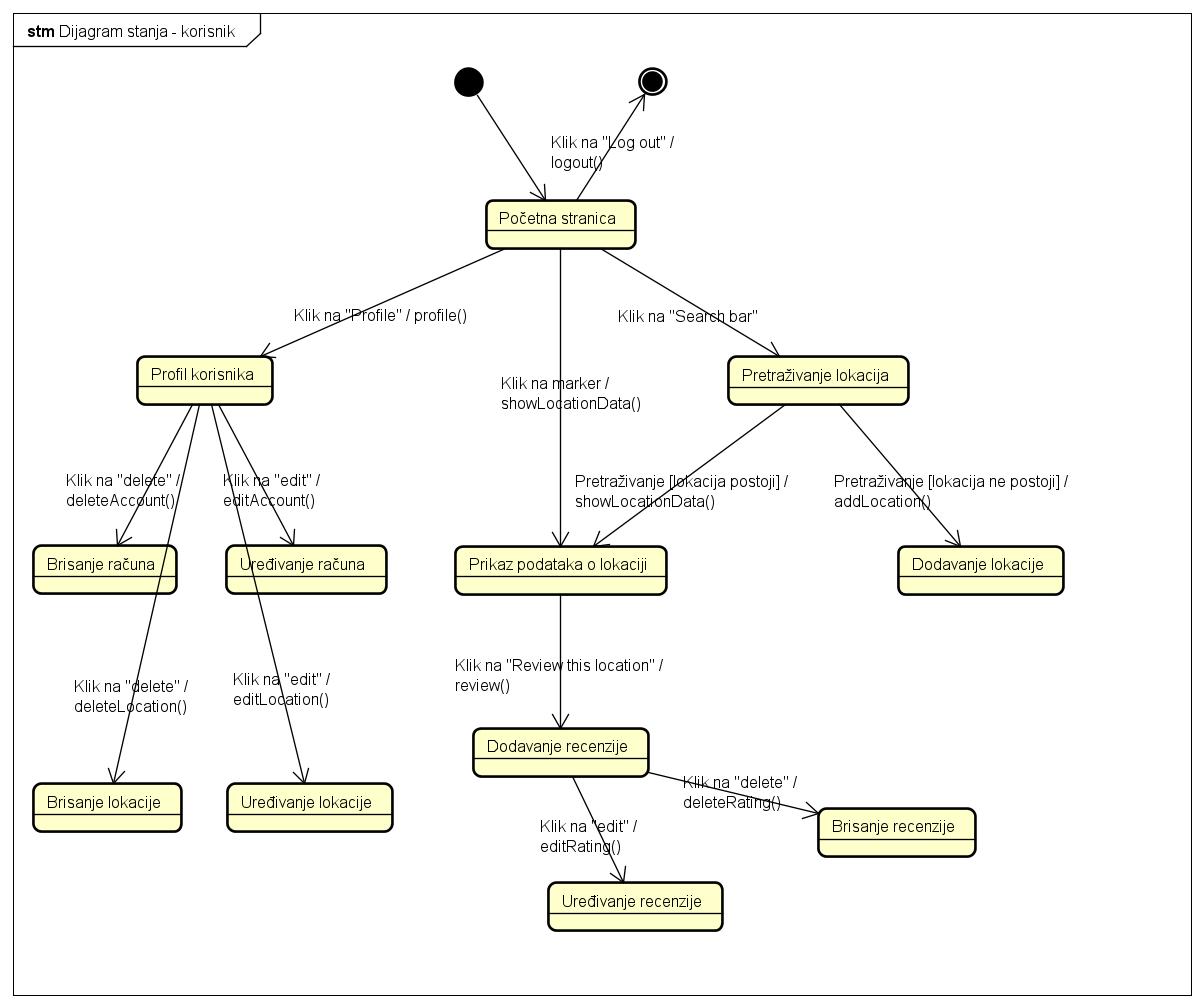 stm Dijagram stanja - korisnik
Klik na "Log out" /
logout()
Početna stranica
Klik na "Profile" / profile()
Klik na "Search bar"
Profil korisnika
Klik na marker /
showLocationData()
Pretraživanje lokacija
Klik na "delete" /
deleteAccount()
Klik na "edit" /
editAccount()
Pretraživanje [lokacija postoji] /
showLocationData()
Pretraživanje [lokacija ne postoji] /
addLocation()
Brisanje računa
Uređivanje računa
Prikaz podataka o lokaciji
Dodavanje lokacije
Klik na "delete" /
deleteLocation()
Klik na "edit" /
editLocation()
Klik na "Review this location" /
review()
Dodavanje recenzije
Brisanje lokacije
Uređivanje lokacije
Klik na "delete" /
deleteRating()
Klik na "edit" /
editRating()
Brisanje recenzije
Uređivanje recenzije